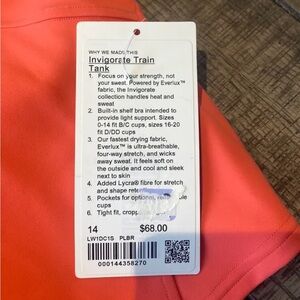 WHY WE MADE THIS
Invigorate Train
Tank
1. Focus on your strength, not
your sweat. Powered by Everlux™
fabric, the Invigorate
collection handles heat and
sweat
2. Built-in shelf bra intended to
provide light support. Sizes
0-14 fit B/C cups, sizes 16-20
fit D/DD cups
3. Our fastest drying fabric,
Everlux™ is ultra-breathable,
four-way stretch, and wicks
away sweat. It feels soft on
the outside and cool and sleek
next to skin
4. Added Lycra® fibre for stretch
and shape
5. Pockets for optional,
cups
6. Tight fit,
14 $68.00
LW1DC1S PLBR
000144358270